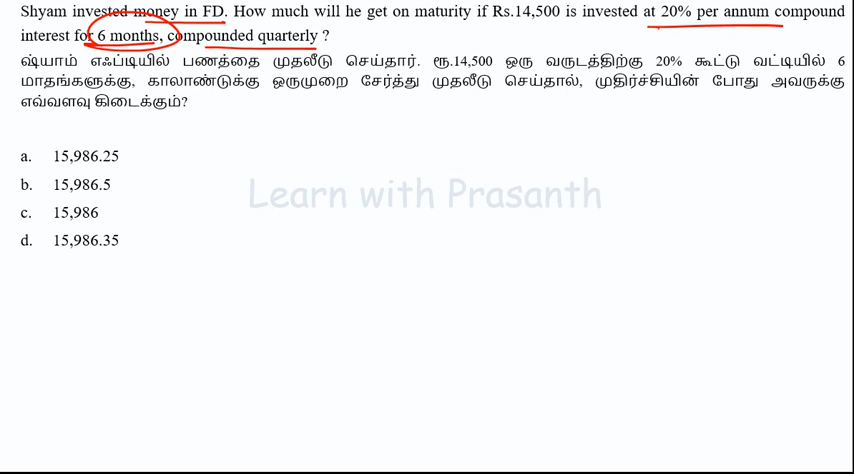 Shyam invested money in FD. How much will he get on maturity if Rs.14,500 is invested at 20% per annum compound
interest for 6 months, compounded quarterly ?
ஷ்யாம் எஃப்டியில் பணத்தை முதலீடு செய்தார். ரூ.14,500 ஒரு வருடத்திற்கு 20% கூட்டு வட்டியில் 6
மாதங்களுக்கு, காலாண்டுக்கு ஒருமுறை சேர்த்து முதலீடு செய்தால், முதிர்ச்சியின் போது அவருக்கு
எவ்வளவு கிடைக்கும்?
a. 15,986.25
b. 15,986.5
Learn with Prasanth
c. 15,986
d. 15,986.35